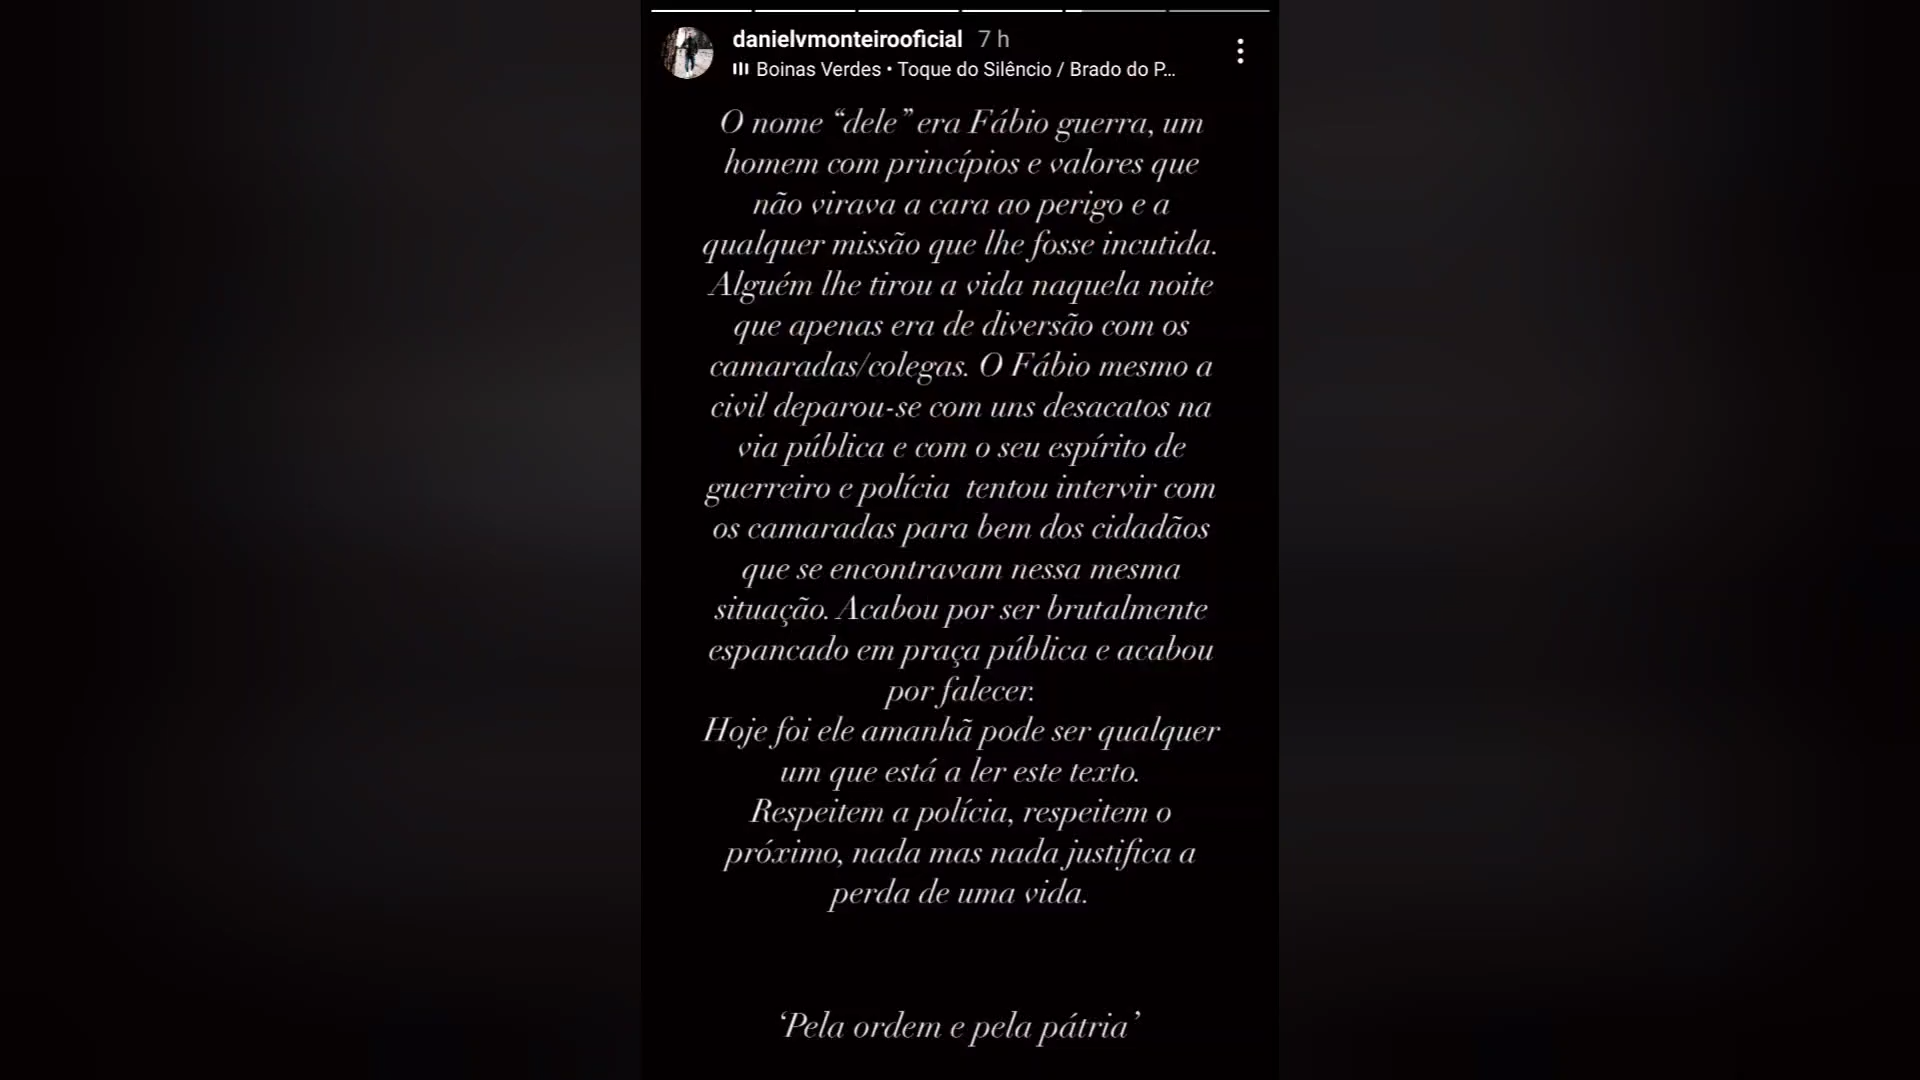 danielvmonteirooficial 7 h
Boinas Verdes • Toque do Silêncio / Brado do P...
O nome “dele” era Fábio guerra, um
homem com princípios e valores que
não virava a cara ao perigo e a
qualquer missão que lhe fosse incutida.
Alguém lhe tirou a vida naquela noite
que apenas era de diversão com os
camaradas/colegas. O Fábio mesmo a
civil deparou-se com uns desacatos na
via pública e com o seu espírito de
guerreiro e polícia tentou intervir com
os camaradas para bem dos cidadãos
que se encontravam nessa mesma
situação. Acabou por ser brutalmente
espancado em praça pública e acabou
por falecer.
Hoje foi ele amanhã pode ser qualquer
um que está a ler este texto.
Respeitem a polícia, respeitem o
próximo, nada mas nada justifica a
perda de uma vida.
‘Pela ordem e pela pátria’